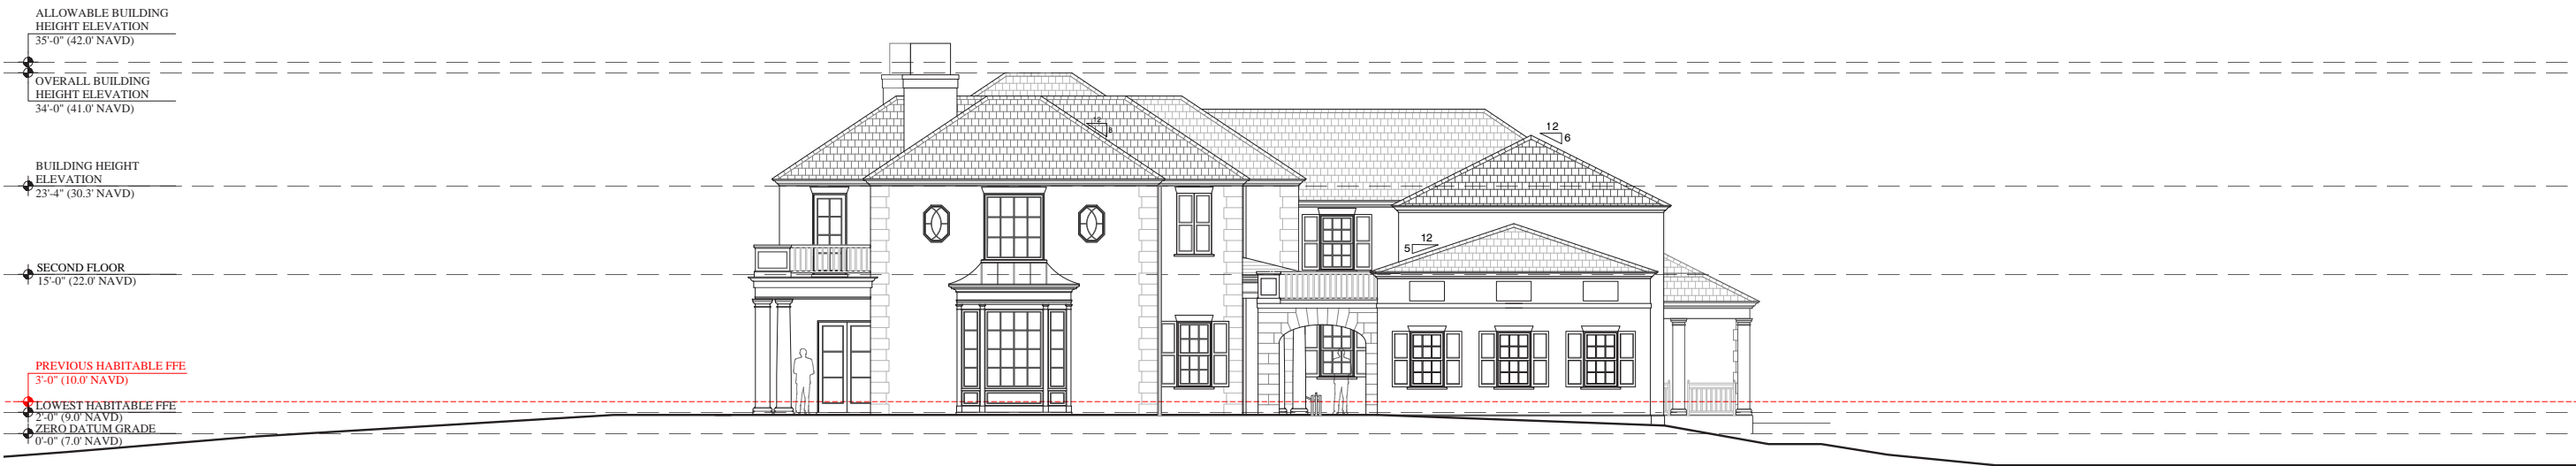 ALLOWABLE BUILDING
HEIGHT ELEVATION
35'-0" (42.0' NAVD)
OVERALL BUILDING
HEIGHT ELEVATION
34'-0" (41.0' NAVD)
12
8
12
6
BUILDING HEIGHT
ELEVATION
23'-4" (30.3' NAVD)
12
5
SECOND FLOOR
15'-0" (22.0' NAVD)
PREVIOUS HABITABLE FFE
3'-0" (10.0' NAVD)
LOWEST HABITABLE FFE
2'-0" (9.0' NAVD)
ZERO DATUM GRADE
0'-0" (7.0' NAVD)